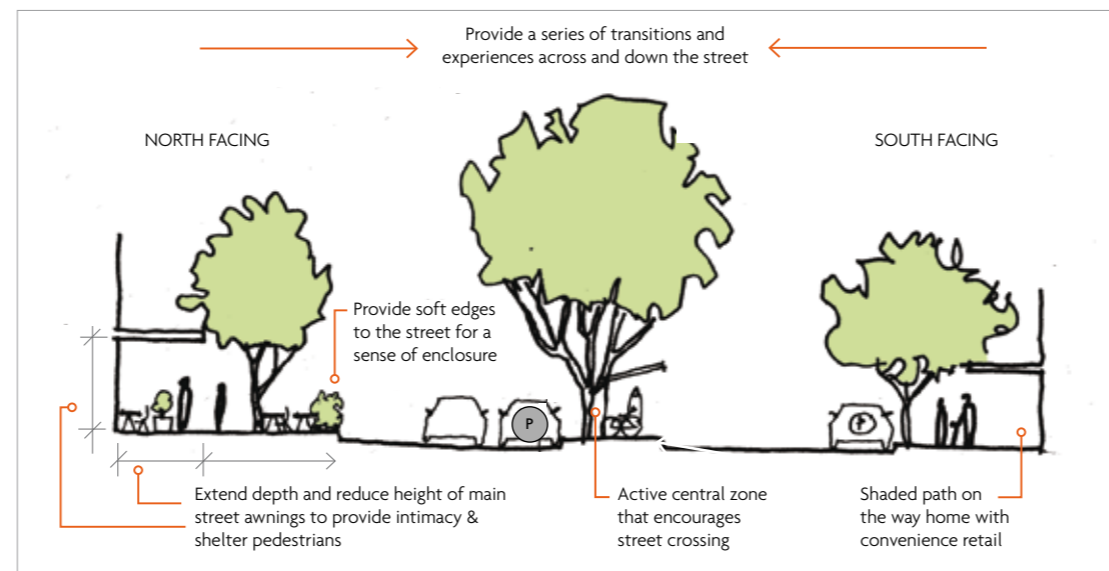 Provide a series of transitions and
experiences across and down the street
NORTH FACING
SOUTH FACING
Provide soft edges
to the street for a
sense of enclosure
P
P
Extend depth and reduce height of main
street awnings to provide intimacy &
shelter pedestrians
Active central zone
that encourages
street crossing
Shaded path on
the way home with
convenience retail